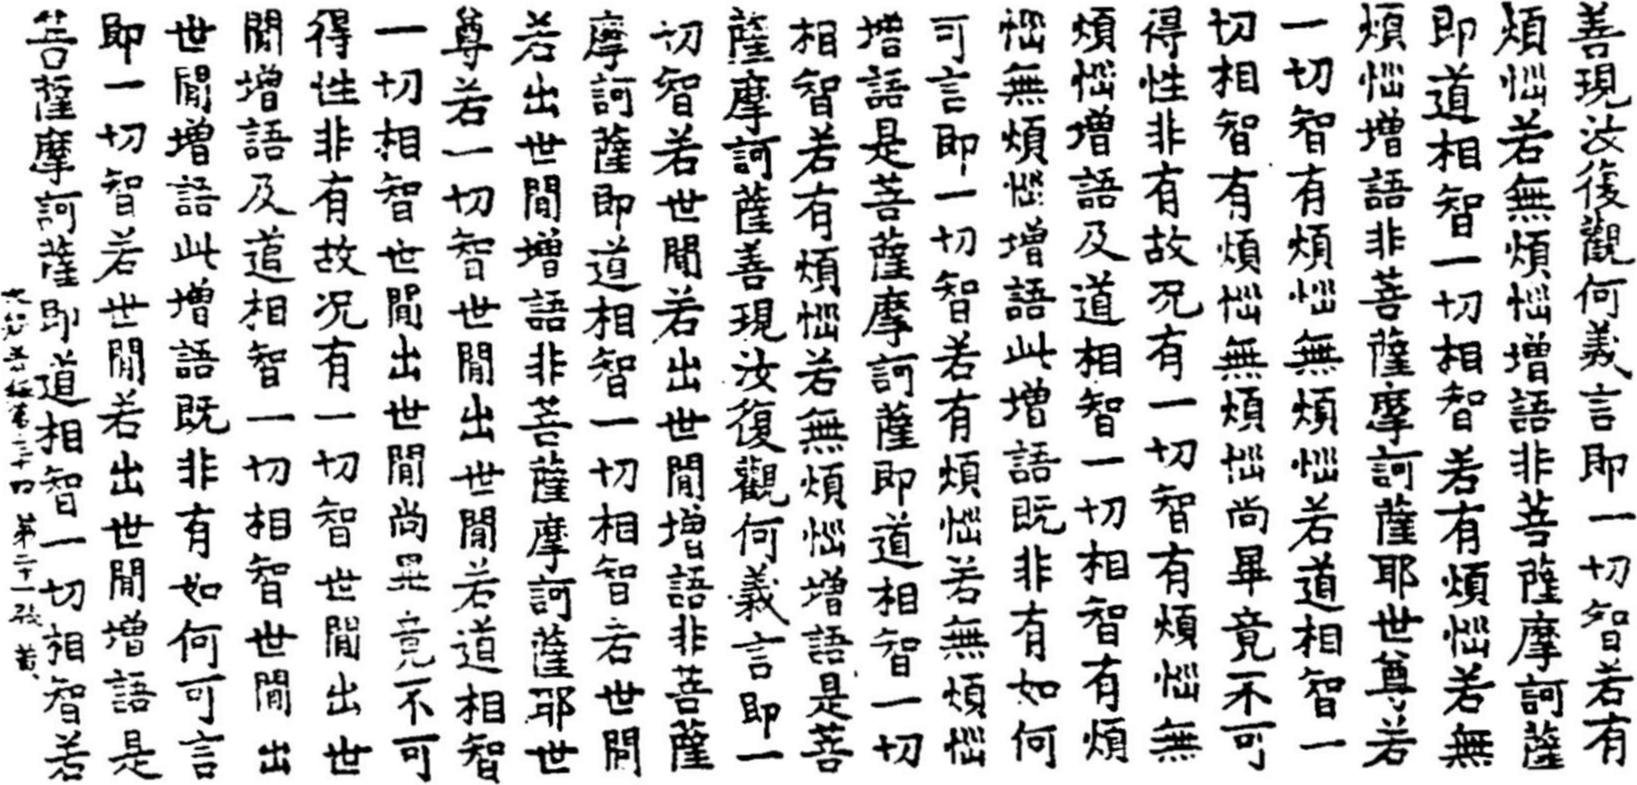 善現汝復觀何義言即一切智若有
煩惱若無煩惱增語非菩薩摩訶薩
即道相智一切相智若有煩惱若無
煩惱增語非菩薩摩訶薩耶世尊若
一切智有煩惱無煩惱若道相智一
切相智有煩惱無煩惱尚畢竟不可
得性非有故况有一切智有煩惱無
煩惱增語及道相智一切相智有煩
惱無煩惱增語此增語既非有如何
可言即一切智若有煩惱若無煩惱
增語是菩薩摩訶薩即道相智一切
相智若有煩惱若無煩惱增語是菩
薩摩訶薩善現汝復觀何義言即一
切智若世間若出世間增語非菩薩
摩訶薩即道相智一切相智若世間
若出世間增語非菩薩摩訶薩耶世
尊若一切智世間出世間若道相智
一切相智世間出世間尚畢竟不可
得性非有故况有一切智世間出世
間增語及道相智一切相智世間出
世間增語此增語既非有如何可言
即一切智若世間若出世間增語是
菩薩摩訶薩即道相智一切相智若
大般若經第三十四 第二十一張 黃